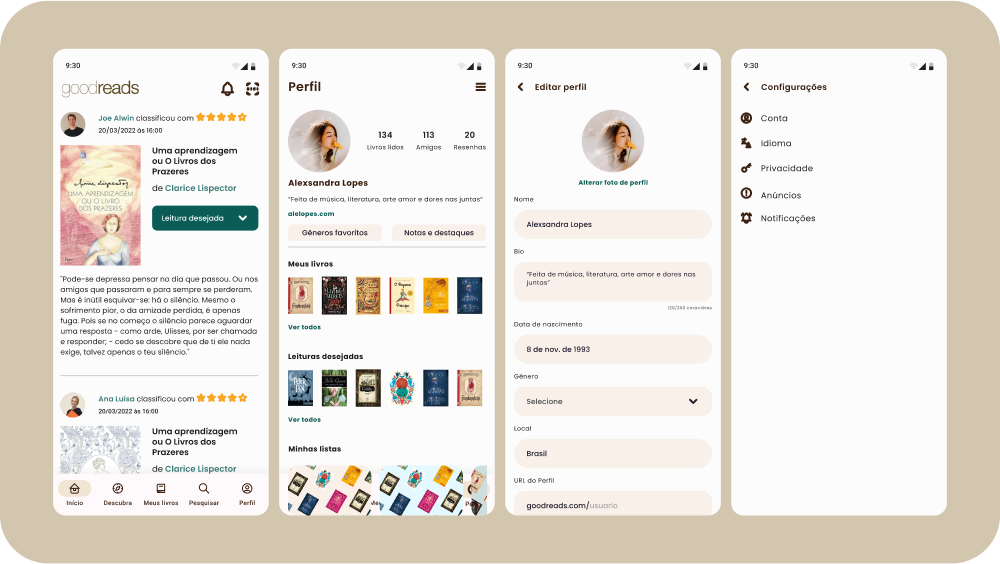 9:30
goodreads
Joe Alwin classificou com
20/03/2022 ás 16:00
Uma aprendizagem
ou O Livros dos
Prazeres
de Clarice Lispector
Leitura desejada
Clarice Lispector
UMA APRENDIZAGEM
OU O LIVRO
DOS PRAZERES
"Pode-se depressa pensar no dia que passou. Ou nos
amigos que passaram e para sempre se perderam.
Mas é inútil esquivar-se: há o silêncio. Mesmo o
sofrimento pior, o da amizade perdida, é apenas
fuga. Pois se no começo o silêncio parece aguardar
uma resposta - como arde, Ulisses, por ser chamada
e responder; - cedo se descobre que de ti ele nada
exige, talvez apenas o teu silêncio."
Ana Luísa classificou com
20/03/2022 ás 16:00
Uma aprendizagem
ou O Livros dos
Prazeres
de Clarice Lispector
Início
Descubra
Meus livros
Pesquisar
Perfil
9:30
Perfil
134
Livros lidos
113
Amigos
20
Resenhas
Alexsandra Lopes
"Feita de música, literatura, arte amor e dores nas juntas"
alelopes.com
Gêneros favoritos
Notas e destaques
Meus livros
Ver todos
Leituras desejadas
Ver todos
Minhas listas
9:30
Editar perfil
Alterar foto de perfil
Nome
Alexsandra Lopes
Bio
"Feita de música, literatura, arte amor e dores nas
juntas"
Data de nascimento
8 de nov. de 1993
Gênero
Selecione
Local
Brasil
URL do Perfil
goodreads.com/usuario
9:30
Configurações
Conta
Idioma
Privacidade
Anúncios
Notificações